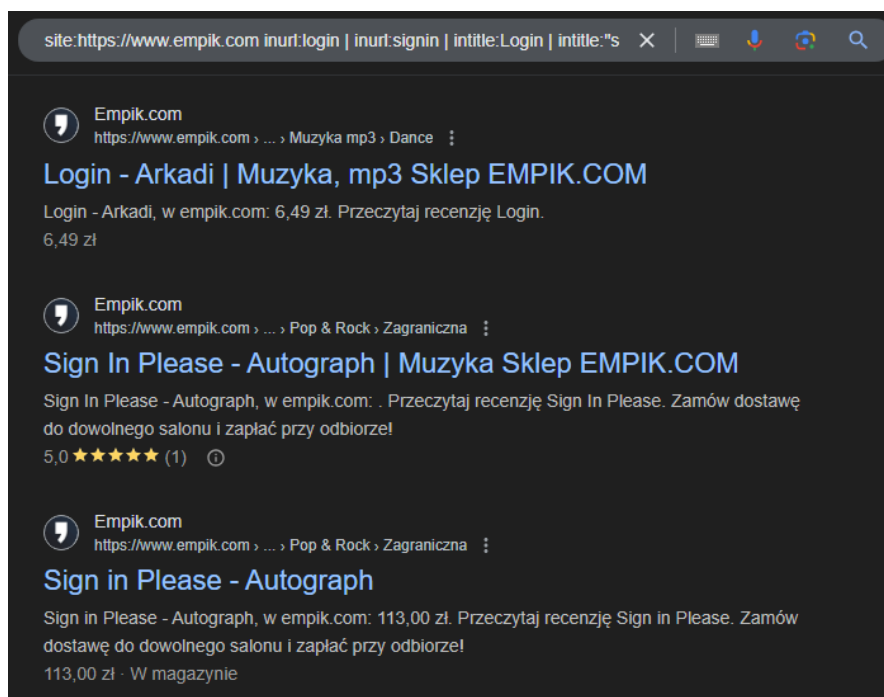 site:https://www.empik.com inurl:login | inurl:signin | intitle:Login | intitle:"s
Empik.com
https://www.empik.com › ... › Muzyka mp3 › Dance
Login - Arkadi | Muzyka, mp3 Sklep EMPIK.COM
Login - Arkadi, w empik.com: 6,49 zł. Przeczytaj recenzję Login.
6,49 zł
Empik.com
https://www.empik.com › ... › Pop & Rock › Zagraniczna
Sign In Please - Autograph | Muzyka Sklep EMPIK.COM
Sign In Please - Autograph, w empik.com: . Przeczytaj recenzję Sign In Please. Zamów dostawę
do dowolnego salonu i zapłać przy odbiorze!
5,0 ★★★★★ (1)
Empik.com
https://www.empik.com › ... › Pop & Rock › Zagraniczna
Sign in Please - Autograph
Sign in Please - Autograph, w empik.com: 113,00 zł. Przeczytaj recenzję Sign in Please. Zamów
dostawę do dowolnego salonu i zapłać przy odbiorze!
113,00 zł · W magazynie